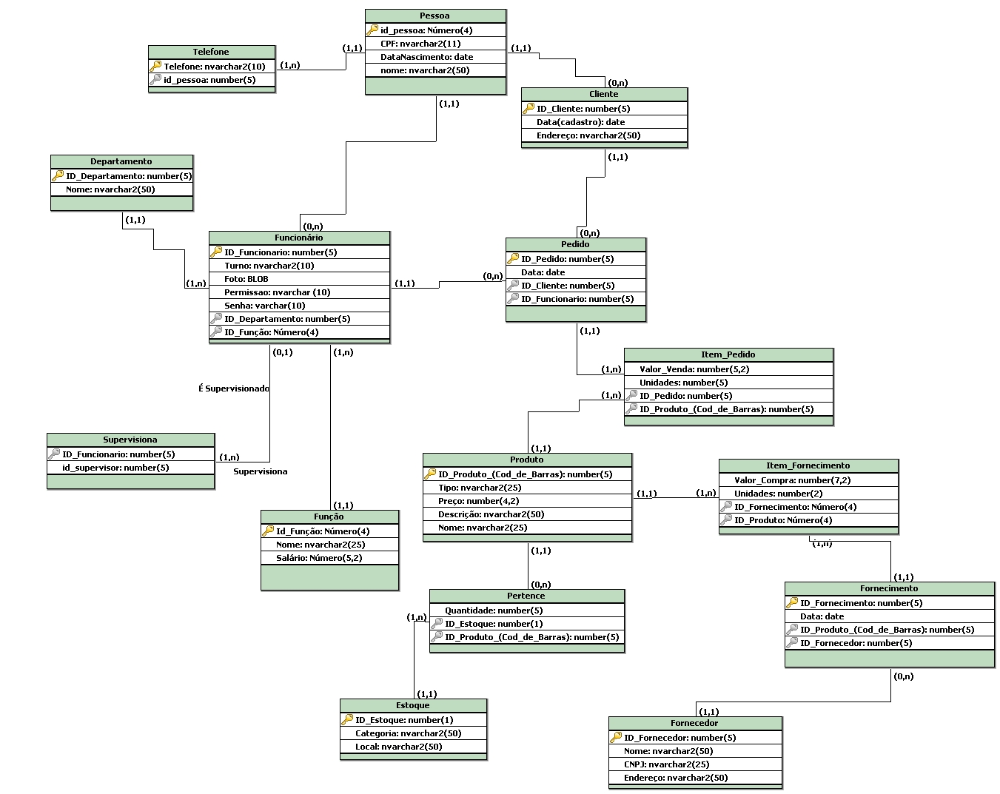 Pessoa
id_pessoa: Número(4)
CPF: nvarchar2(11)
DataNascimento: date
nome: nvarchar2(50)
(1,1)
(1,1)
(1,1)
Telefone
Telefone: nvarchar2(10)
id_pessoa: number(5)
(1,n)
(0,n)
Cliente
ID_Cliente: number(5)
Data(cadastro): date
Endereço: nvarchar2(50)
(1,1)
Departamento
ID_Departamento: number(5)
Nome: nvarchar2(50)
(1,1)
(1,n)
(0,n)
Funcionário
ID_Funcionario: number(5)
Turno: nvarchar2(10)
Foto: BLOB
Permissao: nvarchar (10)
Senha: varchar(10)
ID_Departamento: number(5)
ID_Função: Número(4)
(1,1)
(0,n)
(0,n)
Pedido
ID_Pedido: number(5)
Data: date
ID_Cliente: number(5)
ID_Funcionario: number(5)
(1,1)
(0,1)
(1,n)
É Supervisionado
Item_Pedido
Valor_Venda: number(5,2)
Unidades: number(5)
ID_Pedido: number(5)
ID_Produto_(Cod_de_Barras): number(5)
(1,n)
(1,n)
Supervisiona
ID_Funcionario: number(5)
id_supervisor: number(5)
(1,n)
Supervisiona
(1,1)
Função
Id_Função: Número(4)
Nome: nvarchar2(25)
Salário: Número(5,2)
(1,1)
Produto
ID_Produto_(Cod_de_Barras): number(5)
Tipo: nvarchar2(25)
Preço: number(4,2)
Descrição: nvarchar2(50)
Nome: nvarchar2(25)
(1,1)
(1,n)
(1,1)
Item_Fornecimento
Valor_Compra: number(7,2)
Unidades: number(2)
ID_Fornecimento: Número(4)
ID_Produto: Número(4)
(1,n)
(0,n)
Pertence
Quantidade: number(5)
ID_Estoque: number(1)
ID_Produto_(Cod_de_Barras): number(5)
(1,n)
(1,1)
Fornecimento
ID_Fornecimento: number(5)
Data: date
ID_Produto_(Cod_de_Barras): number(5)
ID_Fornecedor: number(5)
(0,n)
(1,1)
Estoque
ID_Estoque: number(1)
Categoria: nvarchar2(50)
Local: nvarchar2(50)
(1,1)
Fornecedor
ID_Fornecedor: number(5)
Nome: nvarchar2(50)
CNPJ: nvarchar2(25)
Endereço: nvarchar2(50)